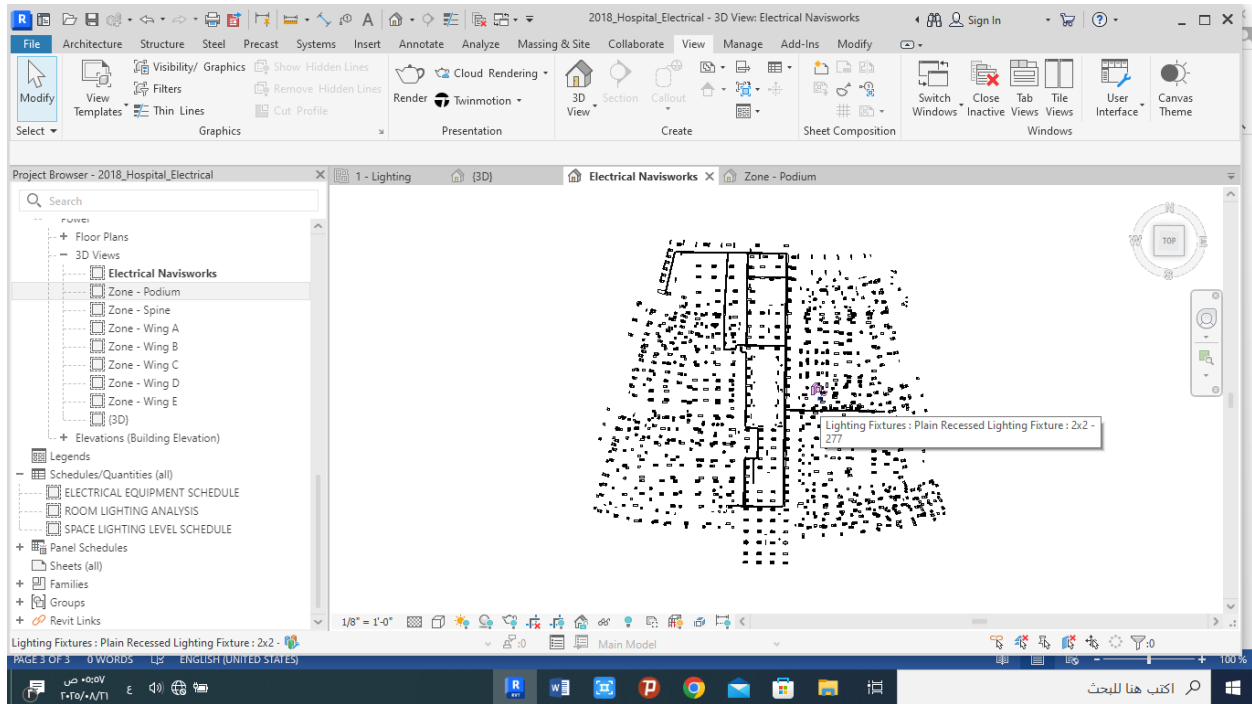 2018_Hospital_Electrical - 3D View: Electrical Navisworks
Sign In
File Architecture Structure Steel Precast Systems Insert Annotate Analyze Massing & Site Collaborate View Manage Add-Ins Modify
Modify
View Templates
Visibility/ Graphics
Filters
Thin Lines
Show Hidden Lines
Remove Hidden Lines
Cut Profile
Render
Cloud Rendering
Twinmotion
3D View
Section
Callout
Switch Windows
Close Inactive
Tab Views
Tile Views
User Interface
Canvas Theme
Select Graphics Presentation Create Sheet Composition Windows
Project Browser - 2018_Hospital_Electrical
Search
Power
Floor Plans
3D Views
Electrical Navisworks
Zone - Podium
Zone - Spine
Zone - Wing A
Zone - Wing B
Zone - Wing C
Zone - Wing D
Zone - Wing E
{3D}
Elevations (Building Elevation)
Legends
Schedules/Quantities (all)
ELECTRICAL EQUIPMENT SCHEDULE
ROOM LIGHTING ANALYSIS
SPACE LIGHTING LEVEL SCHEDULE
Panel Schedules
Sheets (all)
Families
Groups
Revit Links
1 - Lighting {3D} Electrical Navisworks Zone - Podium
N
TOP
Lighting Fixtures : Plain Recessed Lighting Fixture : 2x2 -
277
1/8" = 1'-0"
Lighting Fixtures : Plain Recessed Lighting Fixture : 2x2 -
:0
Main Model
:0
PAGE 3 OF 3 0 WORDS ENGLISH (UNITED STATES)
100 %
٠٥:٥٧ ص
٢٠٢٥/٠٨/٢١
ع
اكتب هنا للبحث